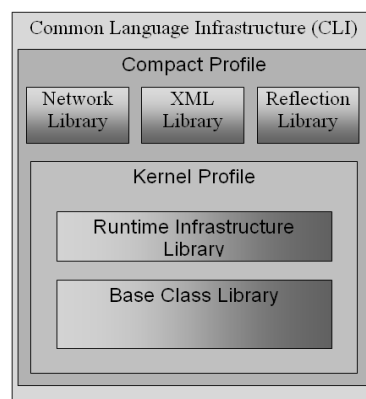 Common Language Infrastructure (CLI)
Compact Profile
Network
Library
XML
Library
Reflection
Library
Kernel Profile
Runtime Infrastructure
Library
Base Class Library